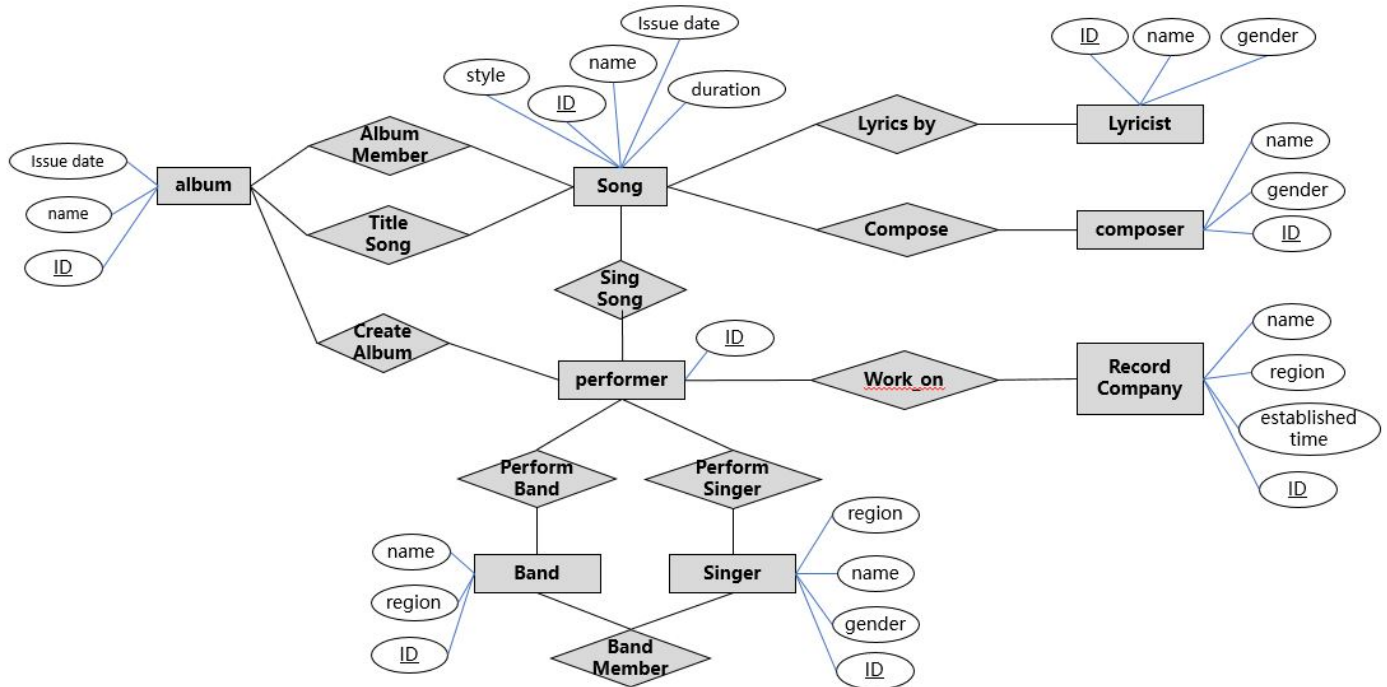 Issue date
name
style
ID
duration
ID
name
gender
Album
Member
Lyrics by
Lyricist
Issue date
name
ID
album
Song
name
gender
ID
Title
Song
Compose
composer
Sing
Song
Create
Album
ID
performer
Work_on
Record
Company
name
region
established
time
ID
Perform
Band
Perform
Singer
name
region
ID
Band
Singer
region
name
gender
ID
Band
Member